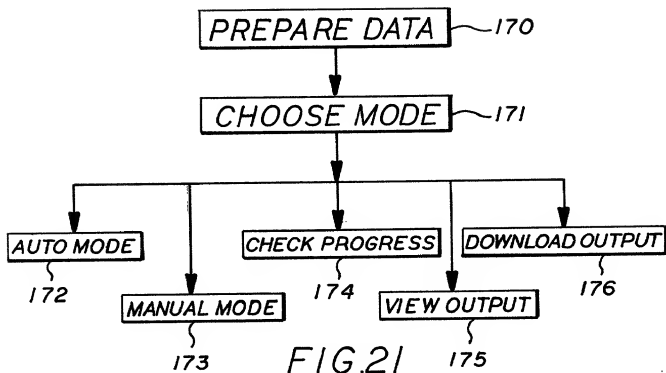 PREPARE DATA
170
CHOOSE MODE
171
AUTO MODE
172
MANUAL MODE
173
CHECK PROGRESS
174
VIEW OUTPUT
175
DOWNLOAD OUTPUT
176
FIG.21